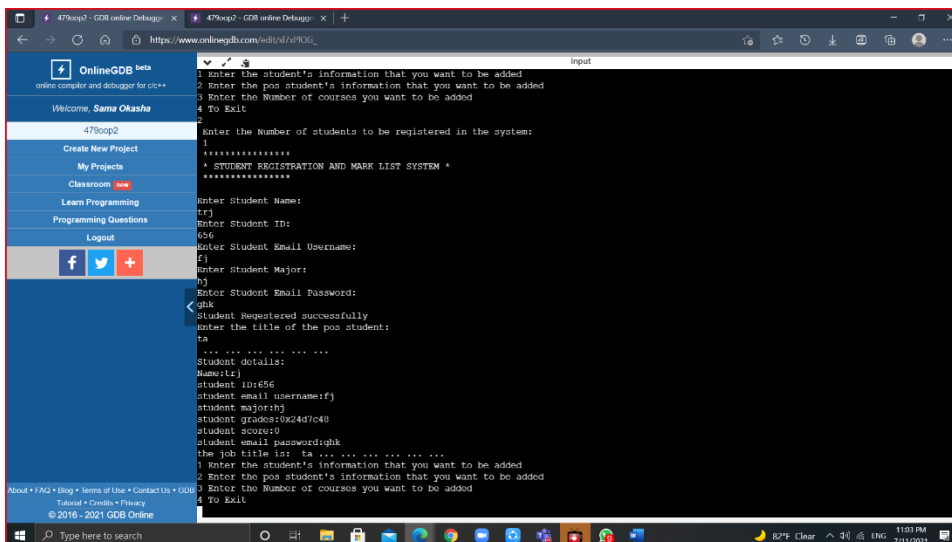 479oop2 - GDB online Debugge
479oop2 - GDB online Debugge
https://www.onlinegdb.com/edit/sl7xPlOG_
OnlineGDB beta
online compiler and debugger for c/c++
Welcome, Sama Okasha
479oop2
Create New Project
My Projects
Classroom new
Learn Programming
Programming Questions
Logout
About • FAQ • Blog • Terms of Use • Contact Us • GDB
Tutorial • Credits • Privacy
© 2016 - 2021 GDB Online
input
1 Enter the student's information that you want to be added
2 Enter the pos student's information that you want to be added
3 Enter the Number of courses you want to be added
4 To Exit
2
Enter the Number of students to be registered in the system:
1
***************
* STUDENT REGISTRATION AND MARK LIST SYSTEM *
***************
Enter Student Name:
trj
Enter Student ID:
656
Enter Student Email Username:
fj
Enter Student Major:
hj
Enter Student Email Password:
ghk
Student Regestered successfully
Enter the title of the pos student:
ta
... ... ... ... ... ...
Student details:
Name:trj
student ID:656
student email username:fj
student major:hj
student grades:0x24d7c48
student score:0
student email password:ghk
the job title is:  ta ... ... ... ... ...
1 Enter the student's information that you want to be added
2 Enter the pos student's information that you want to be added
3 Enter the Number of courses you want to be added
4 To Exit
Type here to search
82°F Clear
ENG
11:03 PM
7/11/2021